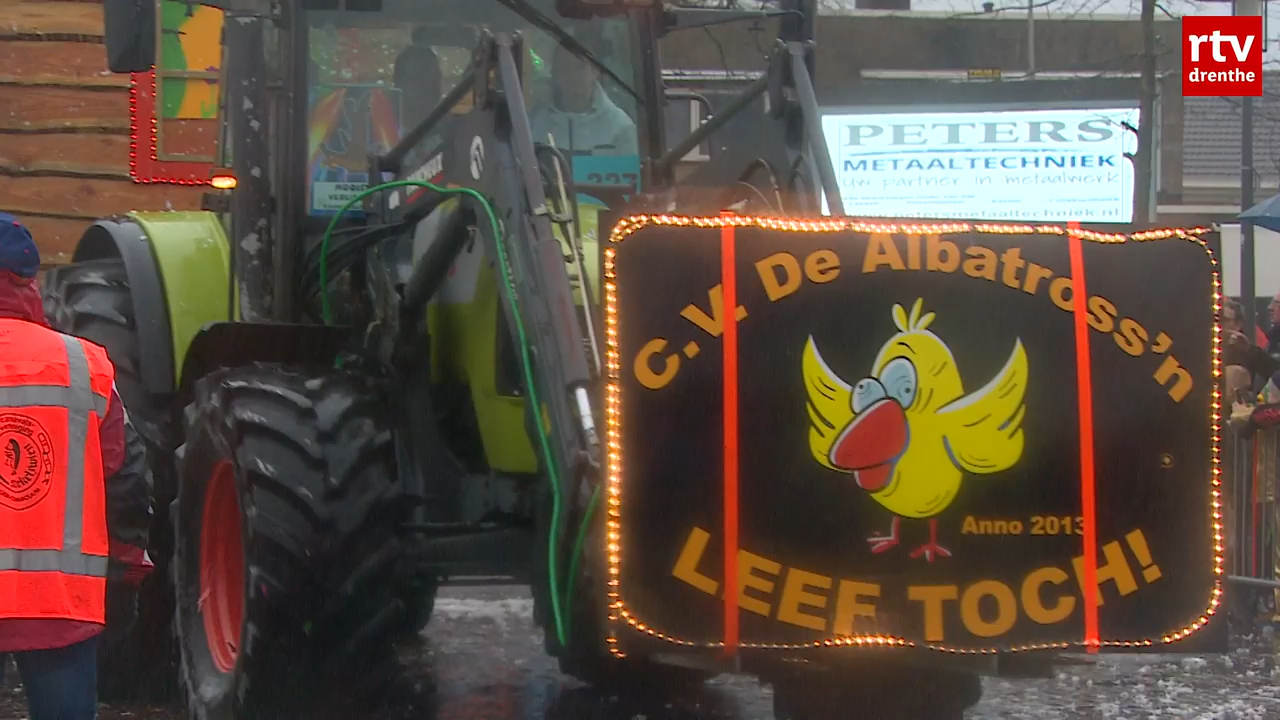 rtv
drenthe
PETERS
METAALTECHNIEK
Uw partner in metaalwerk
C.V. De Albatross'n
Anno 2013
LEEF TOCH!